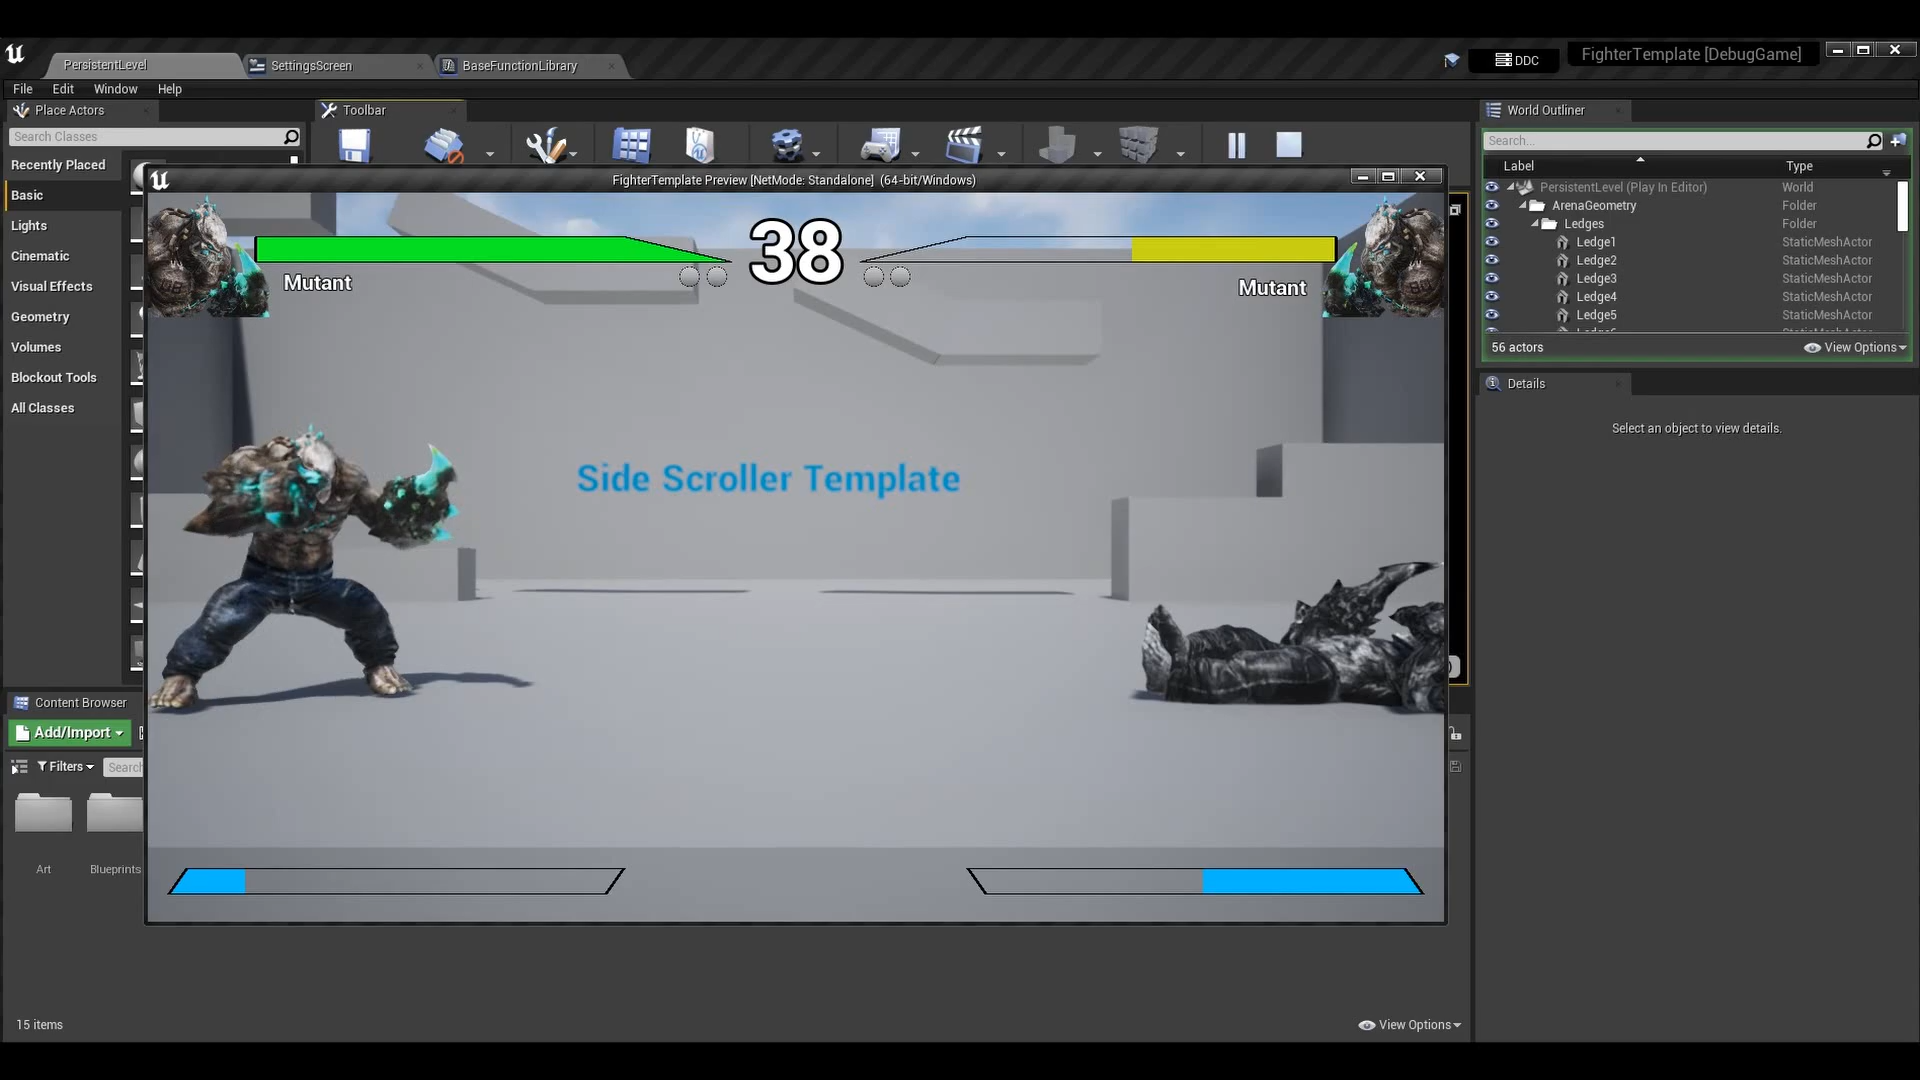 PersistentLevel
SettingsScreen
BaseFunctionLibrary
DDC
FighterTemplate [DebugGame]
File
Edit
Window
Help
Place Actors
Toolbar
World Outliner
Search Classes
Search...
Recently Placed
Basic
Lights
Cinematic
Visual Effects
Geometry
Volumes
Blockout Tools
All Classes
Label
Type
PersistentLevel (Play In Editor)
World
ArenaGeometry
Folder
Ledges
Folder
Ledge1
StaticMeshActor
Ledge2
StaticMeshActor
Ledge3
StaticMeshActor
Ledge4
StaticMeshActor
Ledge5
StaticMeshActor
56 actors
View Options
Details
Select an object to view details.
FighterTemplate Preview [NetMode: Standalone] (64-bit/Windows)
38
Mutant
Mutant
Side Scroller Template
Content Browser
Add/Import
Filters
Search
Art
Blueprints
15 items
View Options